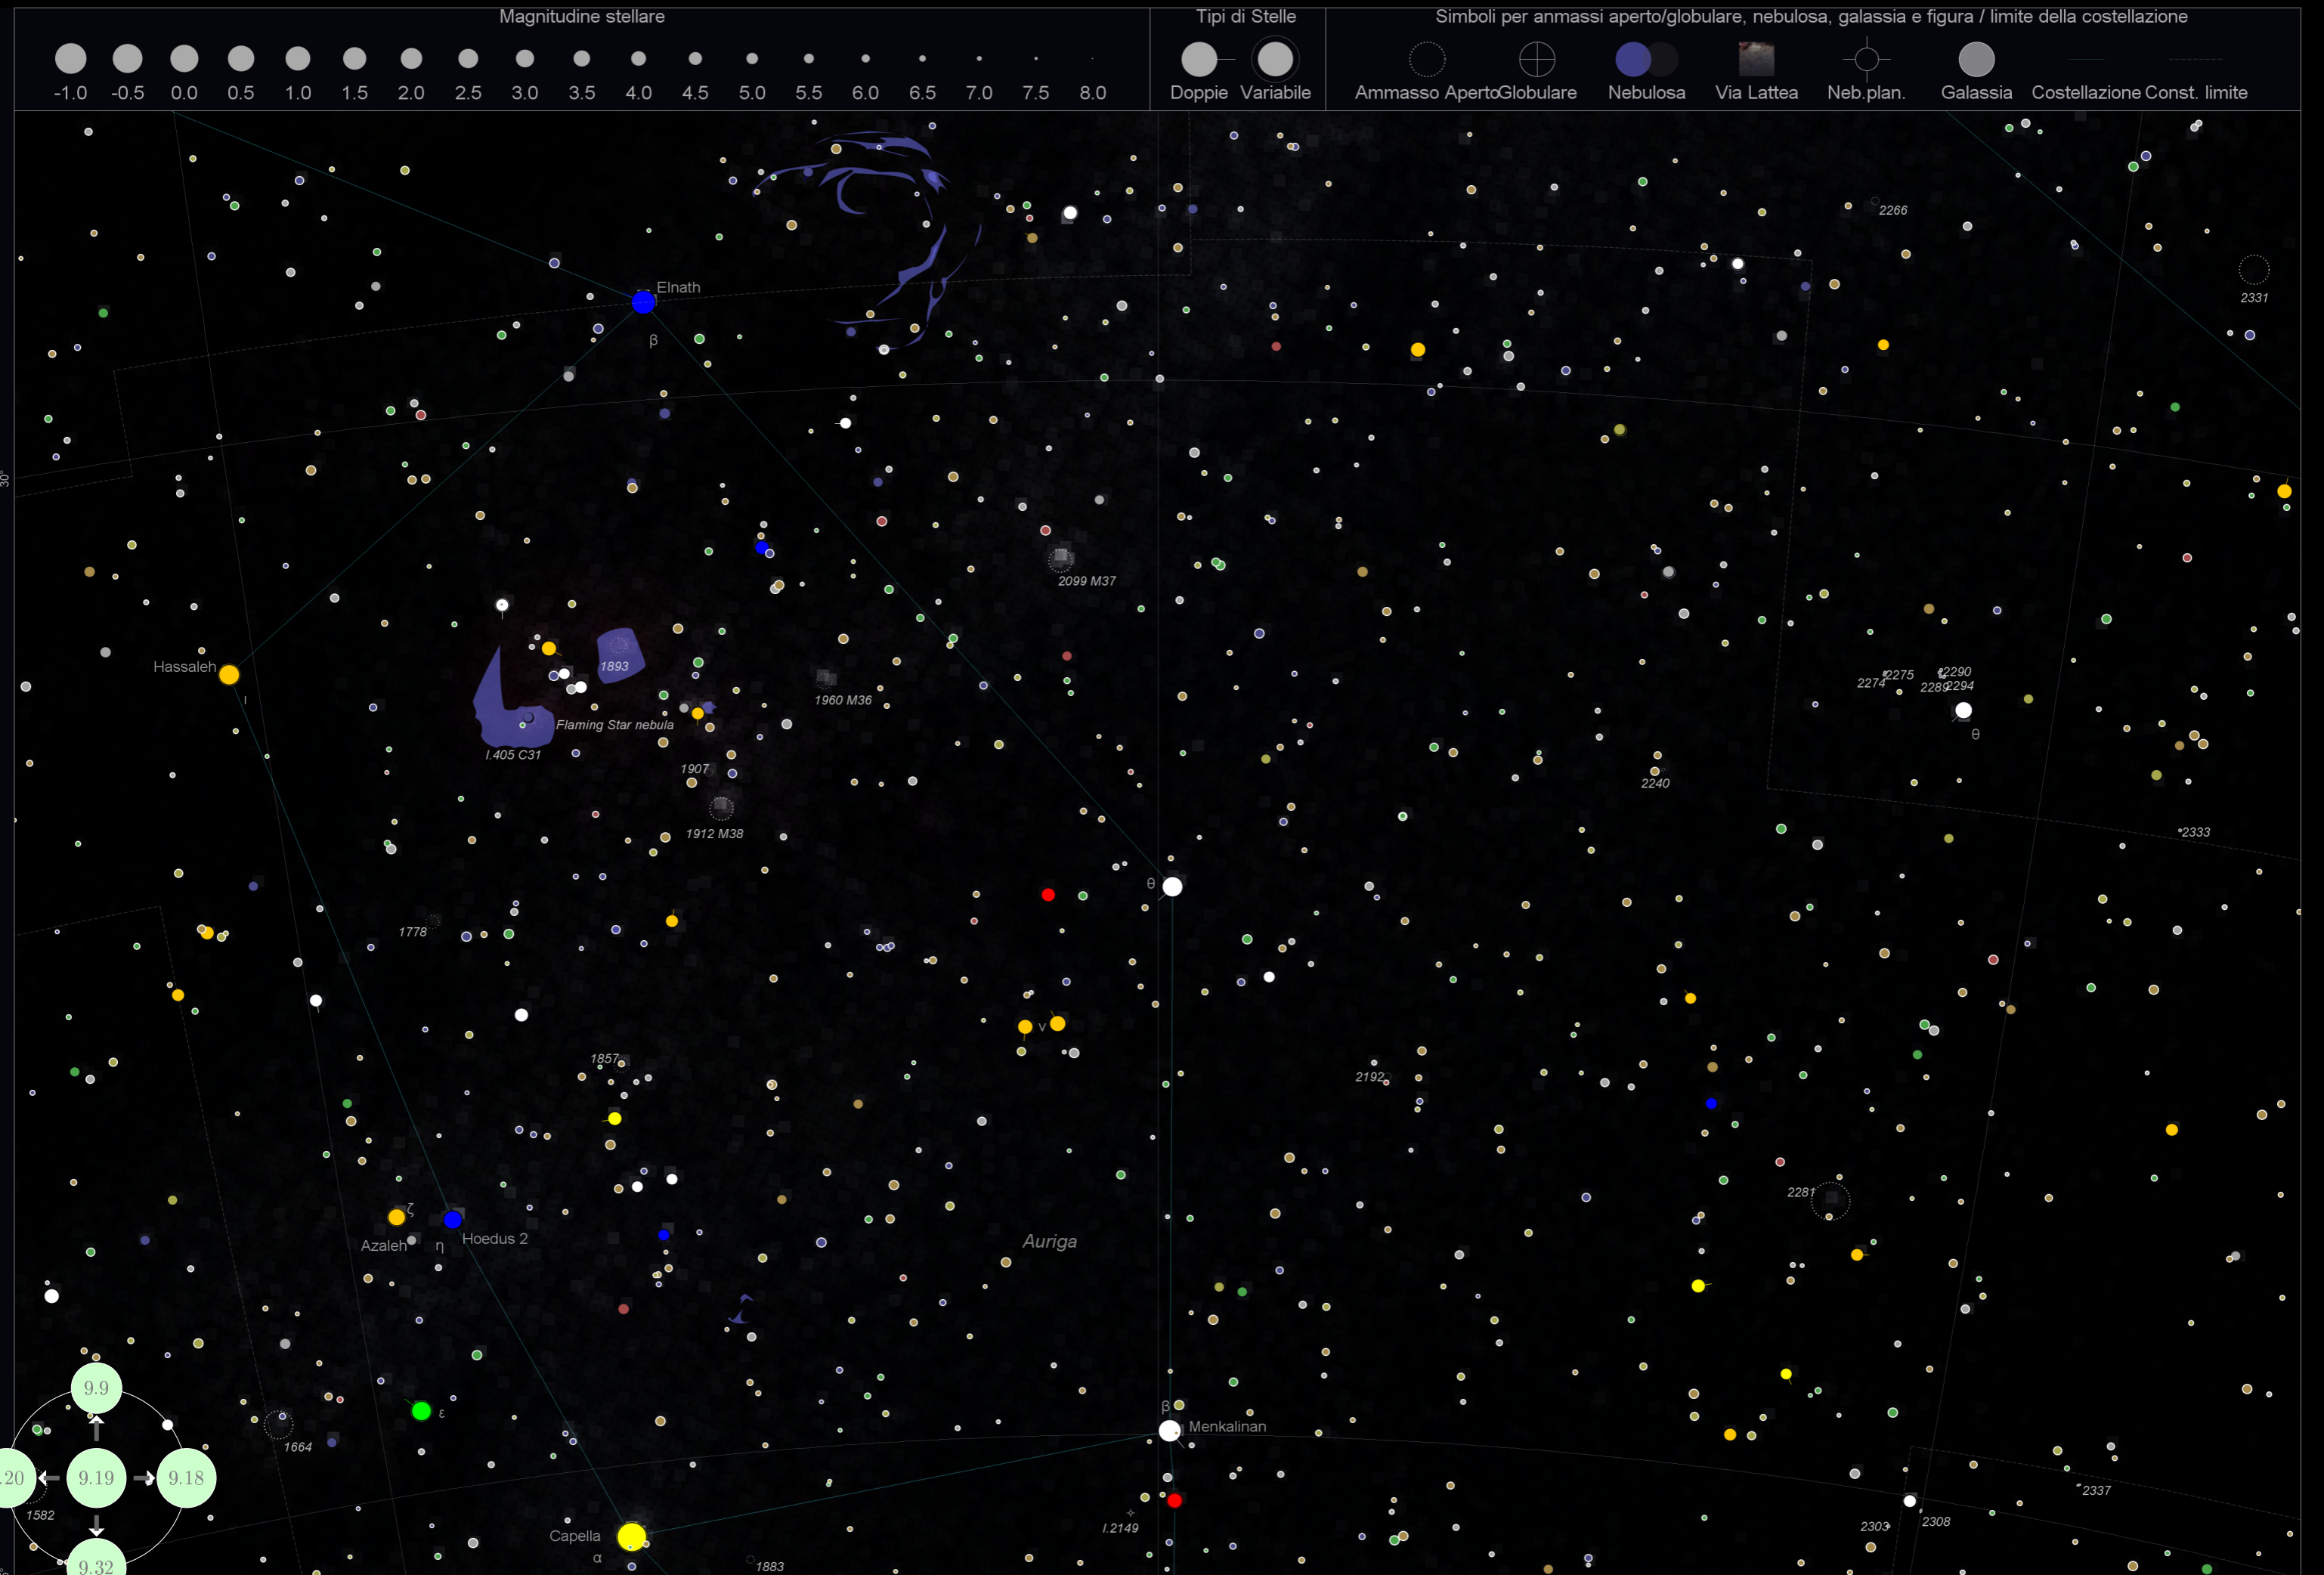 Magnitudine stellare
Tipi di Stelle
Simboli per anmassi aperto/globulare, nebulosa, galassia e figura / limite della costellazione
-1.0 -0.5 0.0 0.5 1.0 1.5 2.0 2.5 3.0 3.5 4.0 4.5 5.0 5.5 6.0 6.5 7.0 7.5 8.0
Doppie Variabile
Ammasso Aperto Globulare Nebulosa Via Lattea Neb.plan. Galassia Costellazione Const. limite
2266
2331
Elnath
β
30°
2099 M37
Hassaleh
ι
1893
1960 M36
Flaming Star nebula
I.405 C31
1907
1912 M38
2274 2275
2290
2289 2294
θ
2240
2333
θ
1778
ν
1857
2192
2281
ζ
Azaleh
η
Hoedus 2
Auriga
9.9
ε
β
Menkalinan
1664
.20
9.19
9.18
1582
2337
2303
2308
I.2149
Capella
α
1883
9.32